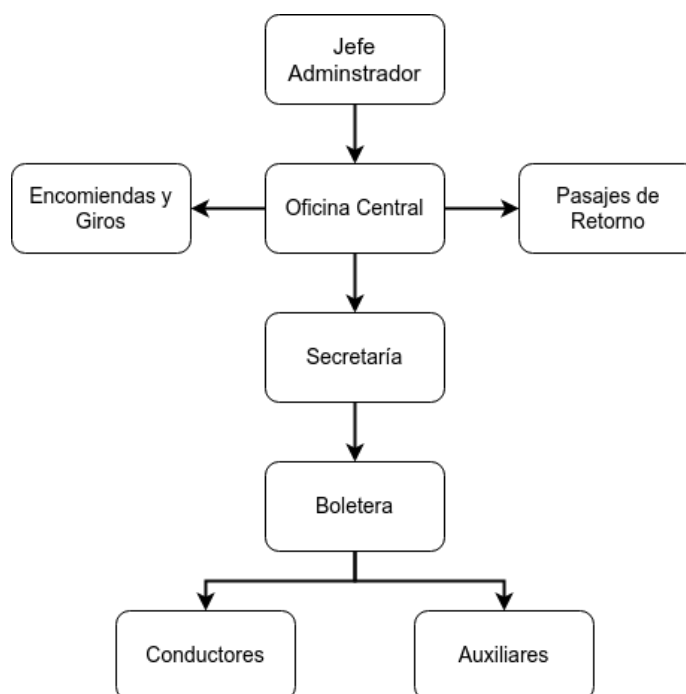 Jefe
Adminstrador
Encomiendas y
Giros
Oficina Central
Pasajes de
Retorno
Secretaría
Boletera
Conductores
Auxiliares